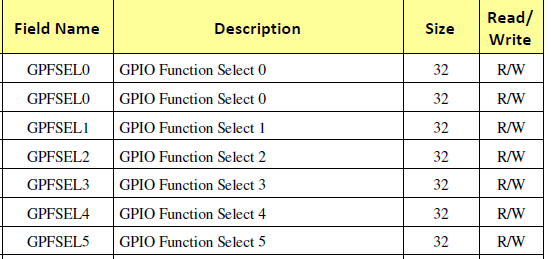 Field Name Description Size Read/
Write
GPFSEL0 GPIO Function Select 0 32 R/W
GPFSEL0 GPIO Function Select 0 32 R/W
GPFSEL1 GPIO Function Select 1 32 R/W
GPFSEL2 GPIO Function Select 2 32 R/W
GPFSEL3 GPIO Function Select 3 32 R/W
GPFSEL4 GPIO Function Select 4 32 R/W
GPFSEL5 GPIO Function Select 5 32 R/W